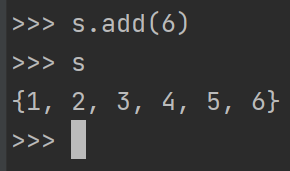 >>> s.add(6)
>>> s
{1, 2, 3, 4, 5, 6}
>>>